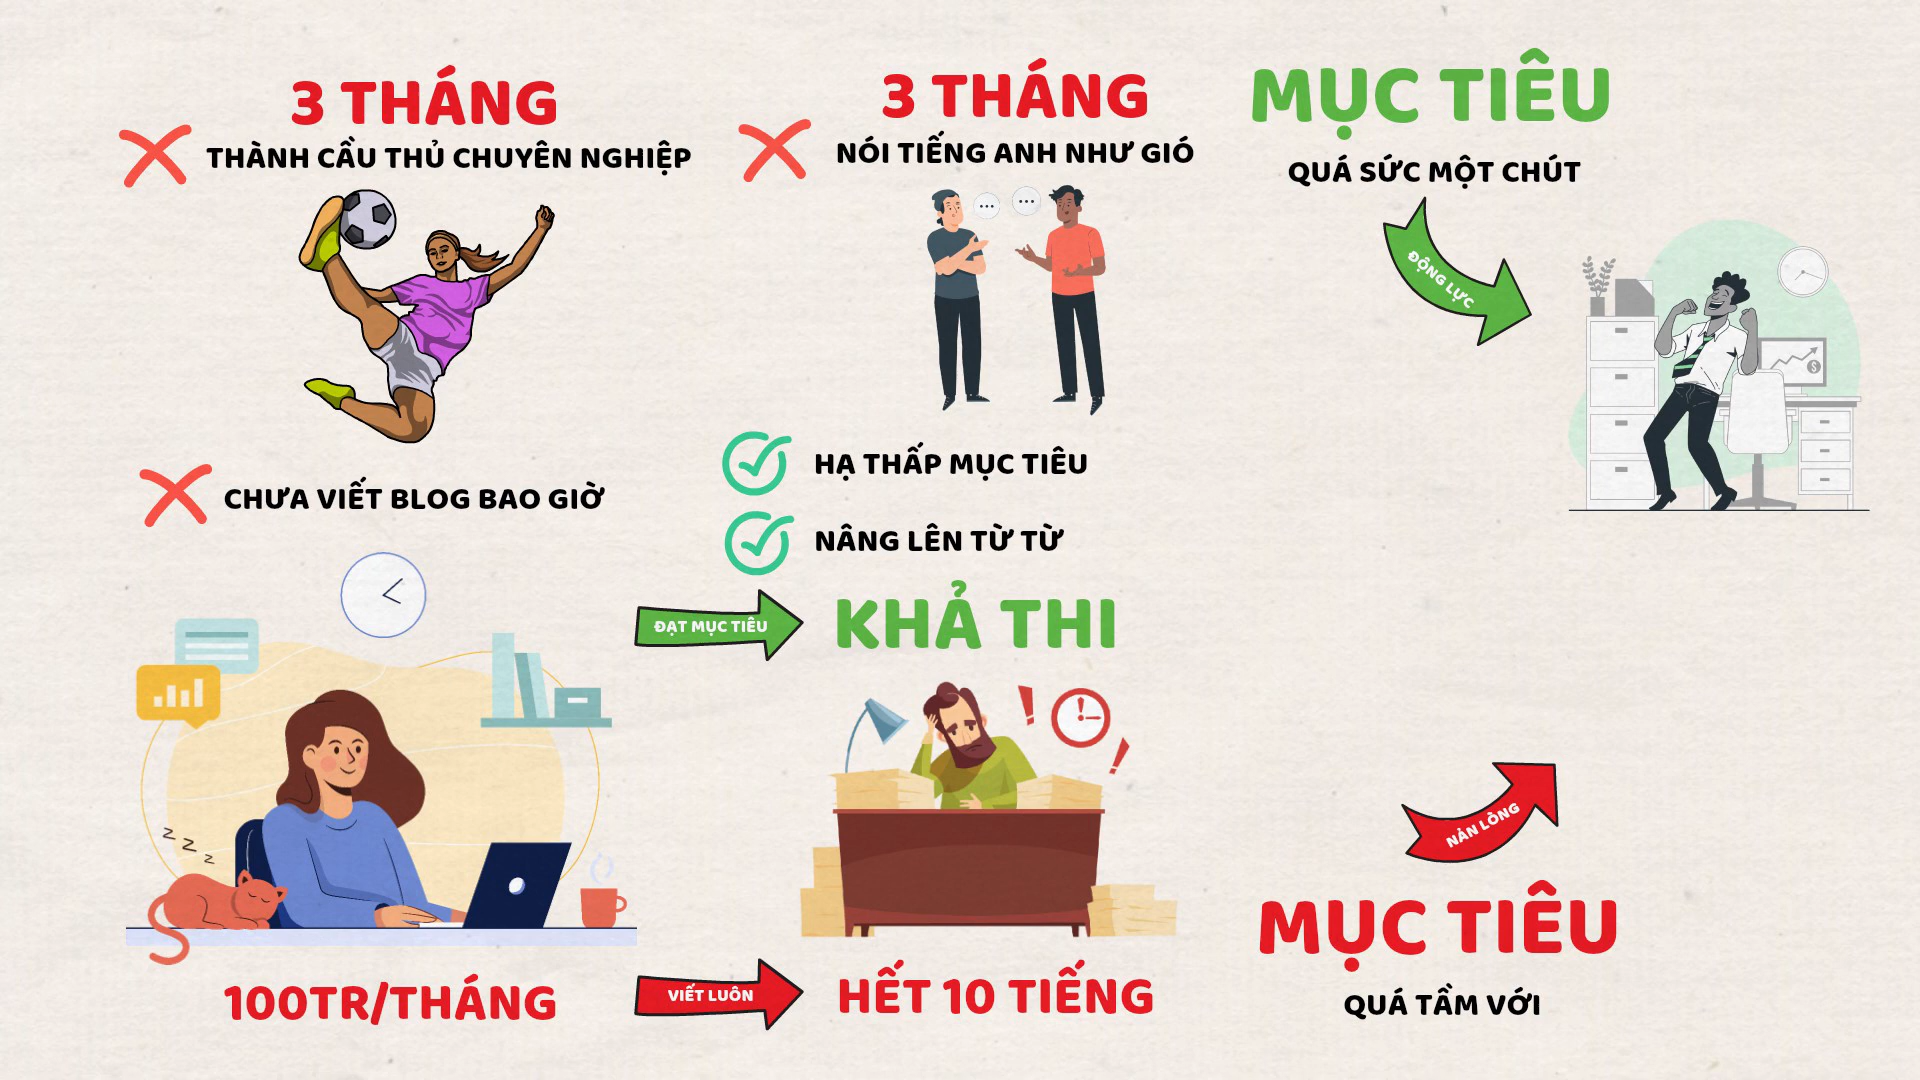 3 THÁNG
THÀNH CẦU THỦ CHUYÊN NGHIỆP
3 THÁNG
NÓI TIẾNG ANH NHƯ GIÓ
MỤC TIÊU
QUÁ SỨC MỘT CHÚT
ĐỘNG LỰC
CHƯA VIẾT BLOG BAO GIỜ
HẠ THẤP MỤC TIÊU
NÂNG LÊN TỪ TỪ
ĐẠT MỤC TIÊU
KHẢ THI
Z Z Z
100TR/THÁNG
VIẾT LUÔN
HẾT 10 TIẾNG
NẢN LÒNG
MỤC TIÊU
QUÁ TẦM VỚI